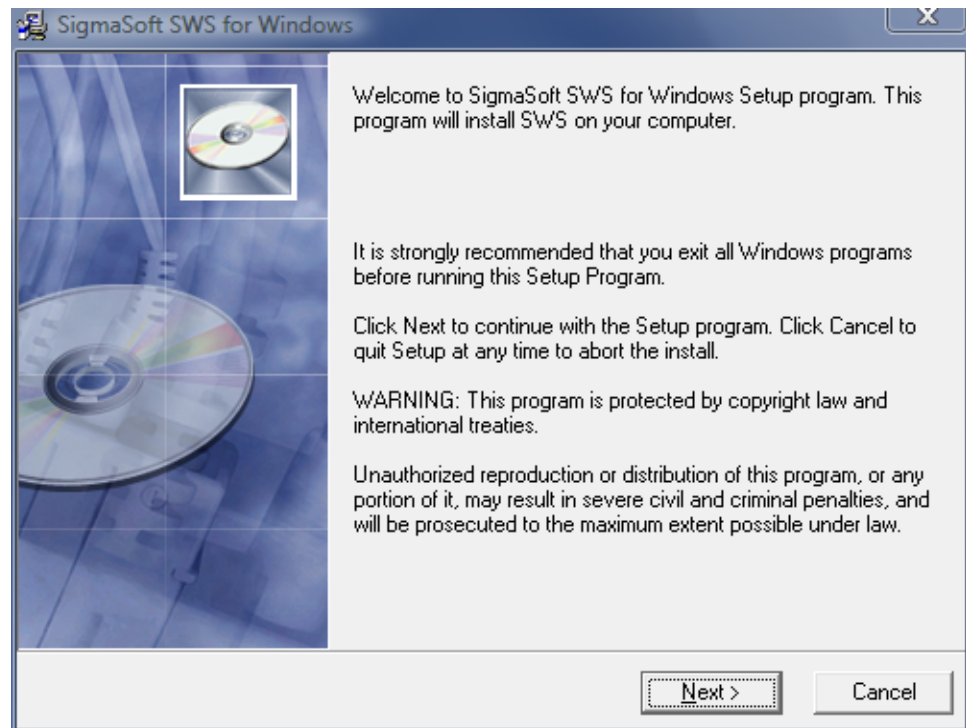 SigmaSoft SWS for Windows
Welcome to SigmaSoft SWS for Windows Setup program. This
program will install SWS on your computer.
It is strongly recommended that you exit all Windows programs
before running this Setup Program.
Click Next to continue with the Setup program. Click Cancel to
quit Setup at any time to abort the install.
WARNING: This program is protected by copyright law and
international treaties.
Unauthorized reproduction or distribution of this program, or any
portion of it, may result in severe civil and criminal penalties, and
will be prosecuted to the maximum extent possible under law.
Next >
Cancel